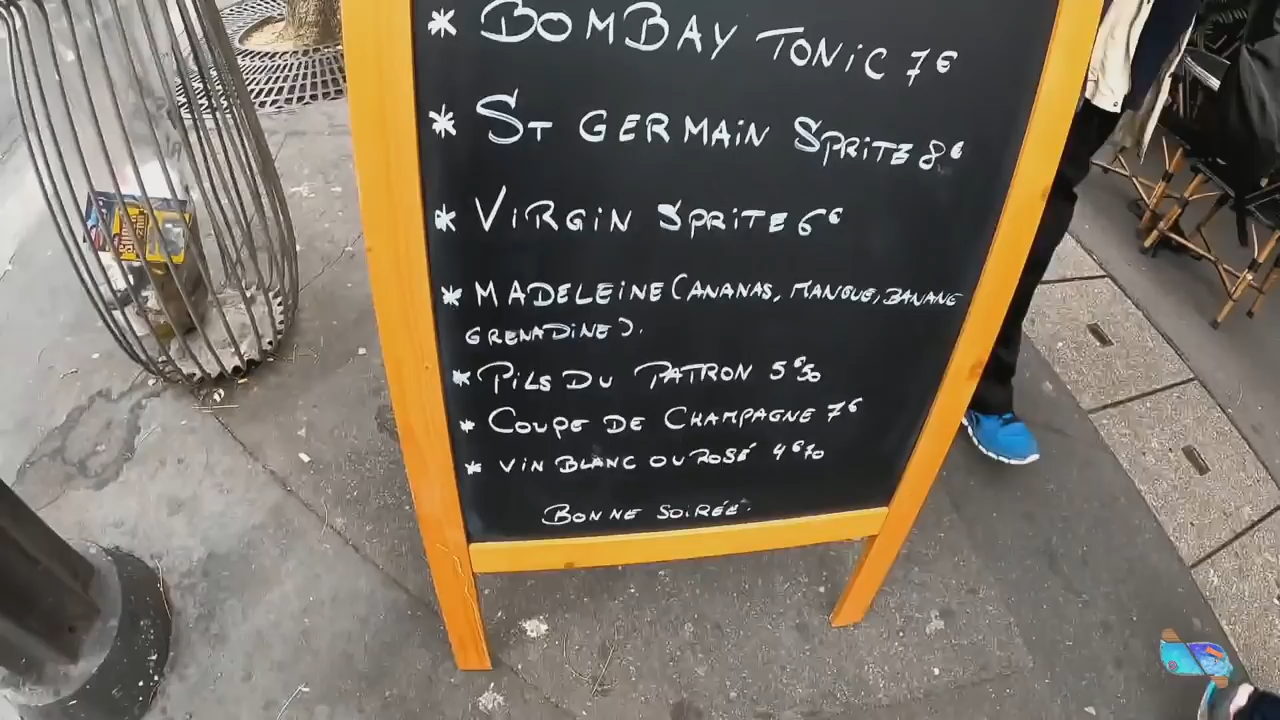 * BOMBAY TONIC 7€
* ST GERMAIN SPRITZ 8€
* VIRGIN SPRITZ 6€
* MADELEINE (ANANAS, MANGUE, BANANE
GRENADINE).
* PILS DU PATRON 5€50
* COUPE DE CHAMPAGNE 7€
* VIN BLANC OU ROSÉ 4€70
BONNE SOIRÉE.